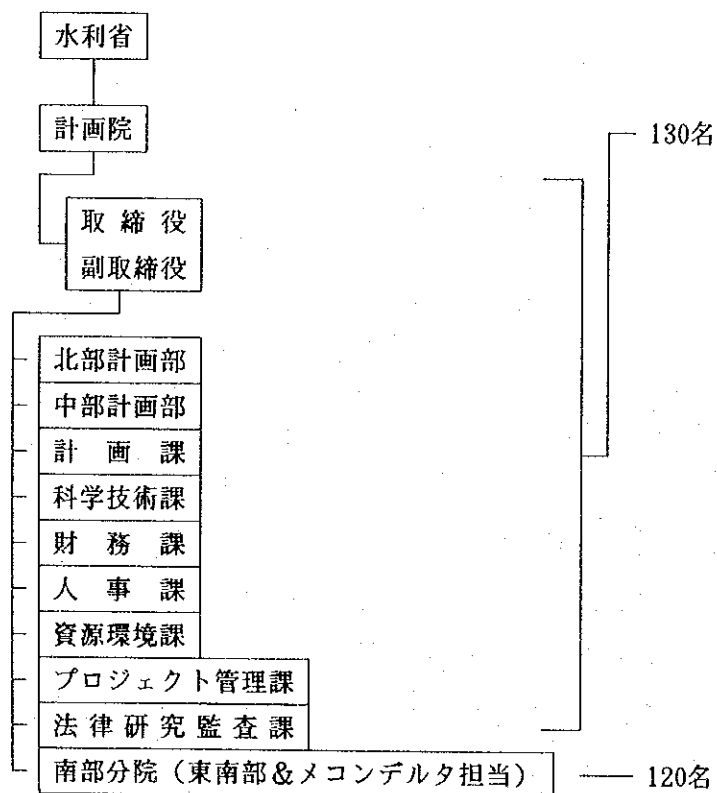 水利省
計画院
130名
取締役
副取締役
北部計画部
中部計画部
計画課
科学技術課
財務課
人事課
資源環境課
プロジェクト管理課
法律研究監査課
南部分院（東南部&メコンデルタ担当）
120名